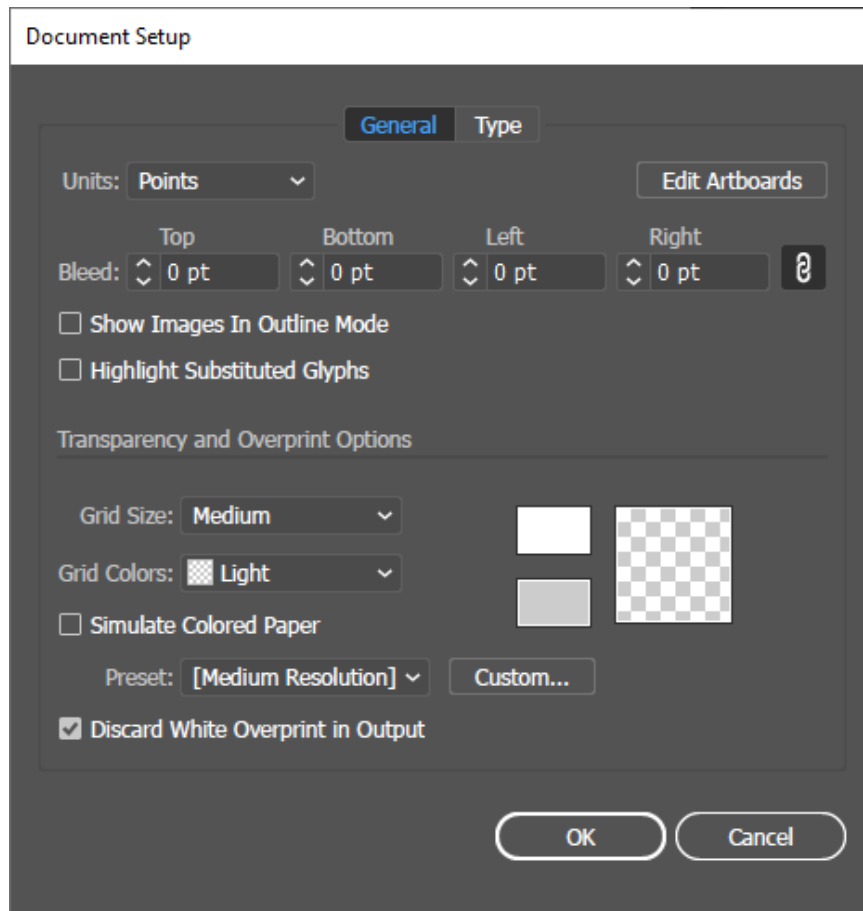 Document Setup
General Type
Units: Points Edit Artboards
Top Bottom Left Right
Bleed: 0 pt 0 pt 0 pt 0 pt
Show Images In Outline Mode
Highlight Substituted Glyphs
Transparency and Overprint Options
Grid Size: Medium
Grid Colors: Light
Simulate Colored Paper
Preset: [Medium Resolution] Custom...
Discard White Overprint in Output
OK Cancel